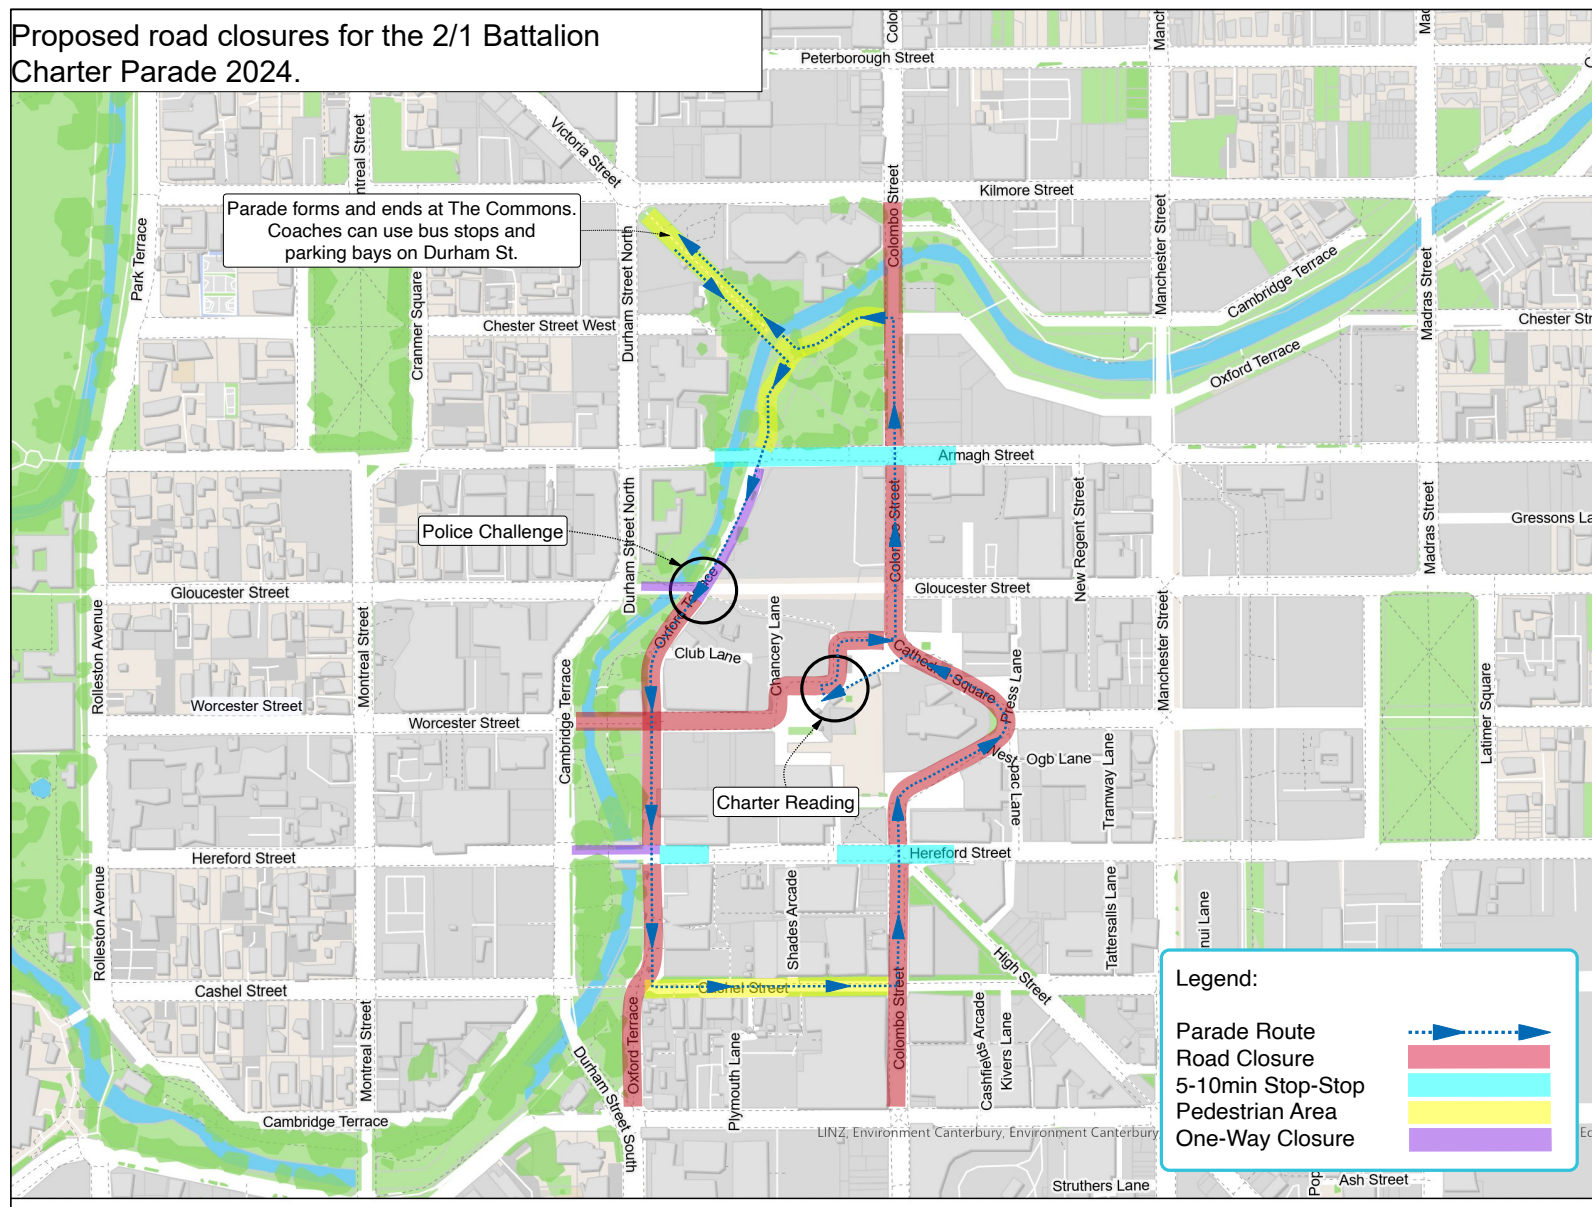 Proposed road closures for the 2/1 Battalion
Charter Parade 2024.
Peterborough Street
Victoria Street
Kilmore Street
Colombo Street
Manchester Street
Parade forms and ends at The Commons.
Coaches can use bus stops and
parking bays on Durham St.
Park Terrace
Cranmer Square
Durham Street North
Chester Street West
Cambridge Terrace
Oxford Terrace
Madras Street
Chester Str
Armagh Street
Police Challenge
Durham Street North
Colombo Street
New Regent Street
Madras Street
Gressons La
Gloucester Street
Gloucester Street
Rolleston Avenue
Montreal Street
Oxford Terrace
Club Lane
Chancery Lane
Cathedral Square
Press Lane
Manchester Street
Latimer Square
Worcester Street
Worcester Street
Cambridge Terrace
Westpac Lane
Ogb Lane
Tramway Lane
Charter Reading
Hereford Street
Hereford Street
Rolleston Avenue
Shades Arcade
High Street
Tattersalls Lane
nui Lane
Cashel Street
Cashel Street
Montreal Street
Durham Street South
Oxford Terrace
Plymouth Lane
Colombo Street
Cashfields Arcade
Kivers Lane
Cambridge Terrace
LINZ, Environment Canterbury, Environment Canterbury
Struthers Lane
Ash Street
Legend:
Parade Route
Road Closure
5-10min Stop-Stop
Pedestrian Area
One-Way Closure